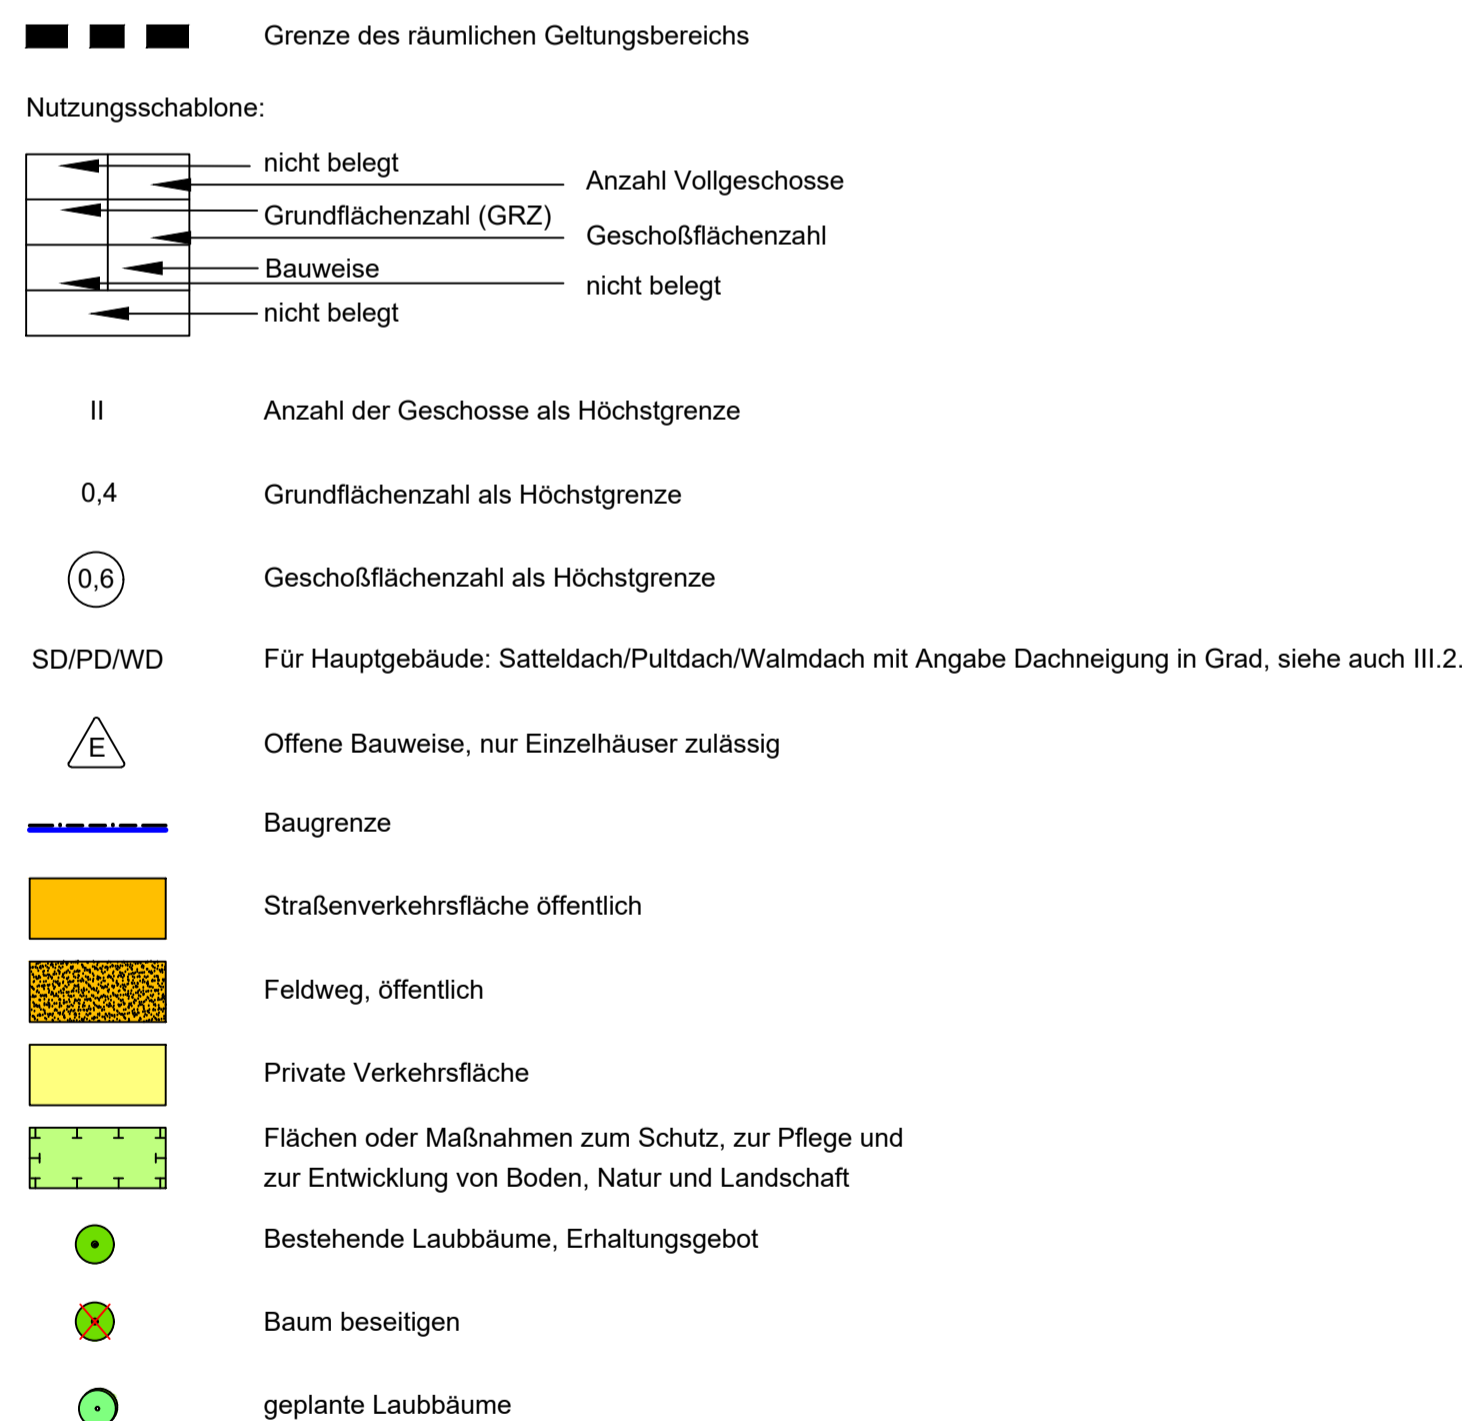 Grenze des räumlichen Geltungsbereichs
Nutzungsschablone:
nicht belegt
Anzahl Vollgeschosse
Grundflächenzahl (GRZ)
Geschoßflächenzahl
Bauweise
nicht belegt
nicht belegt
II Anzahl der Geschosse als Höchstgrenze
0,4 Grundflächenzahl als Höchstgrenze
0,6 Geschoßflächenzahl als Höchstgrenze
SD/PD/WD Für Hauptgebäude: Satteldach/Pultdach/Walmdach mit Angabe Dachneigung in Grad, siehe auch III.2.
E Offene Bauweise, nur Einzelhäuser zulässig
Baugrenze
Straßenverkehrsfläche öffentlich
Feldweg, öffentlich
Private Verkehrsfläche
Flächen oder Maßnahmen zum Schutz, zur Pflege und
zur Entwicklung von Boden, Natur und Landschaft
Bestehende Laubbäume, Erhaltungsgebot
Baum beseitigen
geplante Laubbäume